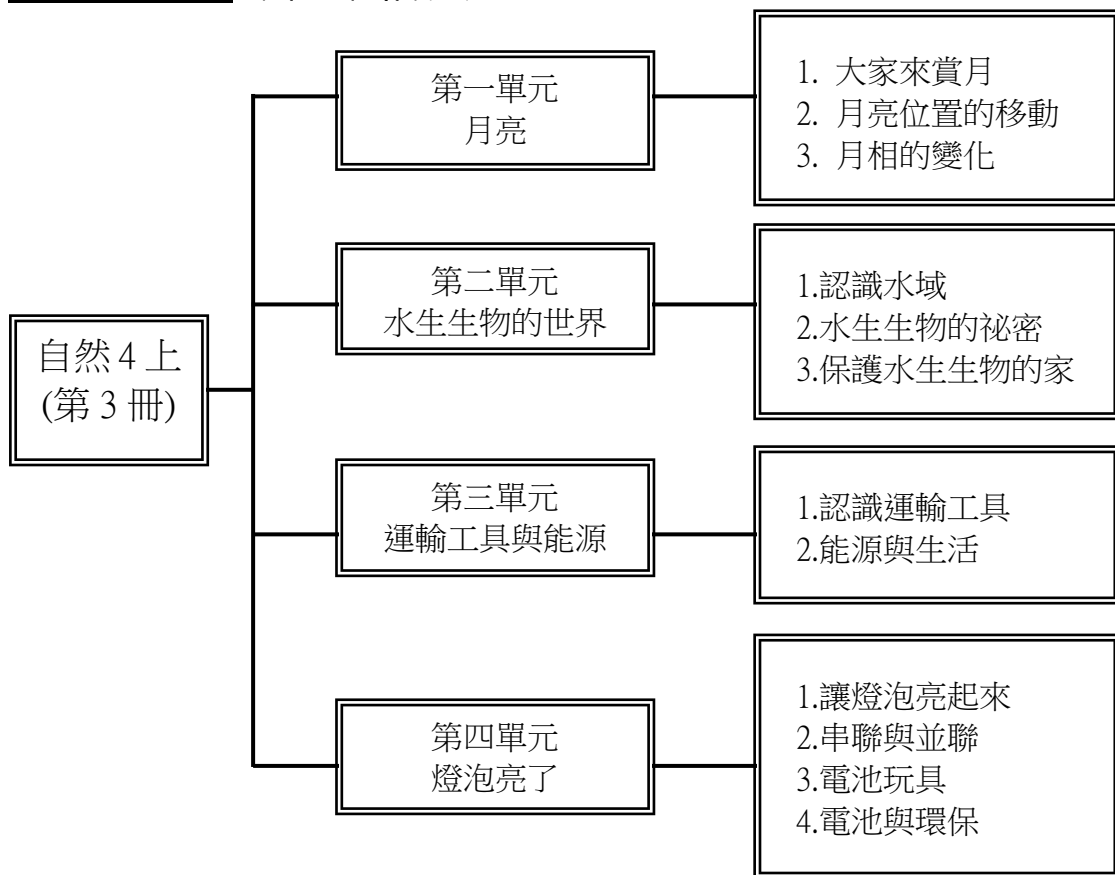 自然 4 上
(第 3 冊)
第一單元
月亮
1. 大家來賞月
2. 月亮位置的移動
3. 月相的變化
第二單元
水生生物的世界
1.認識水域
2.水生生物的祕密
3.保護水生生物的家
第三單元
運輸工具與能源
1.認識運輸工具
2.能源與生活
第四單元
燈泡亮了
1.讓燈泡亮起來
2.串聯與並聯
3.電池玩具
4.電池與環保